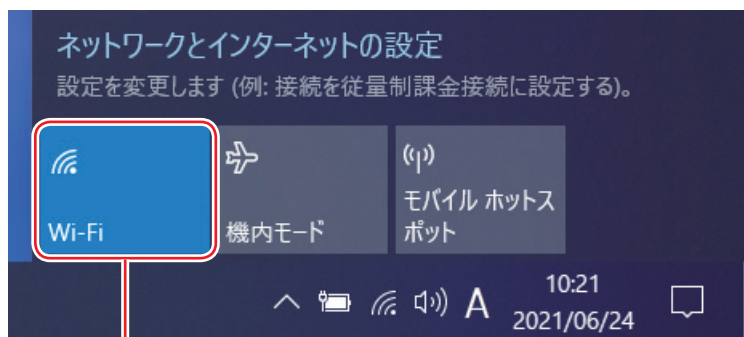 ネットワークとインターネットの設定
設定を変更します (例: 接続を従量制課金接続に設定する)。
Wi-Fi
機内モード
モバイル ホットス
ポット
A
10:21
2021/06/24